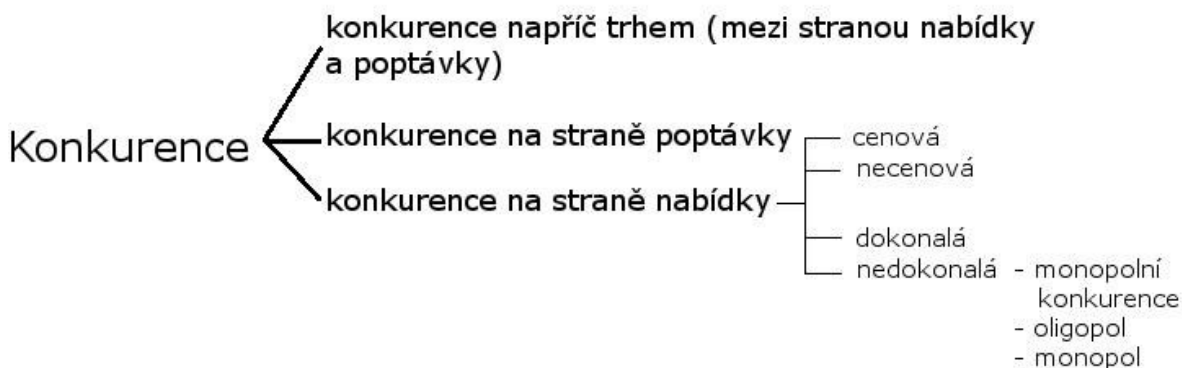 konkurence napříč trhem (mezi stranou nabídky
a poptávky)
Konkurence
konkurence na straně poptávky
konkurence na straně nabídky
cenová
necenová
dokonalá
nedokonalá - monopolní
konkurence
- oligopol
- monopol